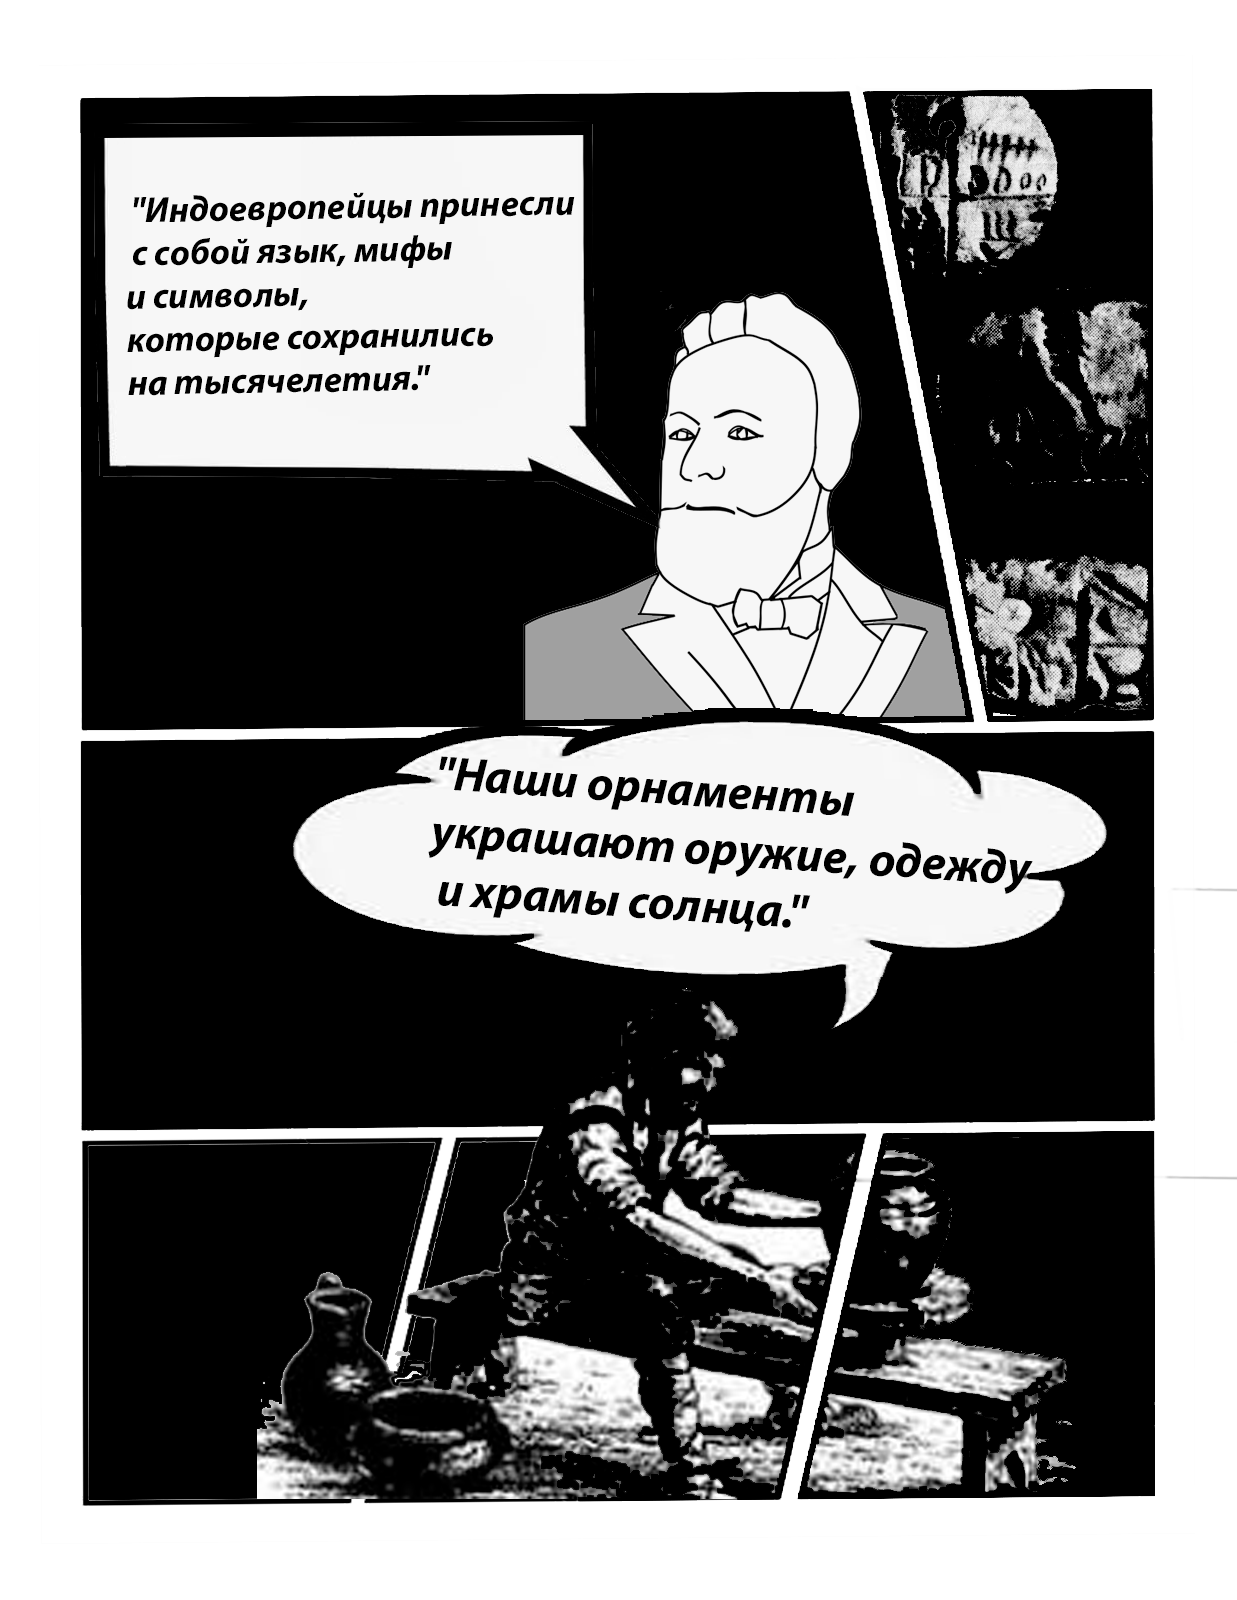 "Индоевропейцы принесли
с собой язык, мифы
и символы,
которые сохранились
на тысячелетия."
"Наши орнаменты
украшают оружие, одежду
и храмы солнца."